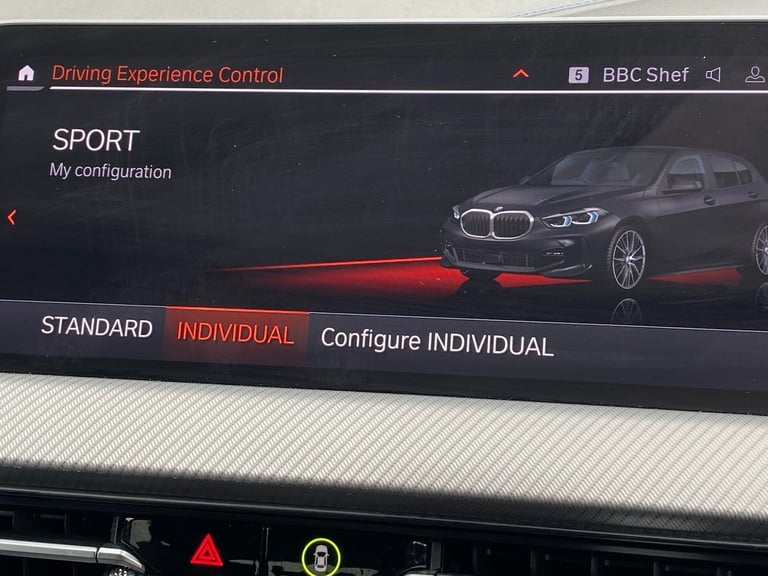 Driving Experience Control
5 BBC Shef
SPORT
My configuration
STANDARD INDIVIDUAL Configure INDIVIDUAL